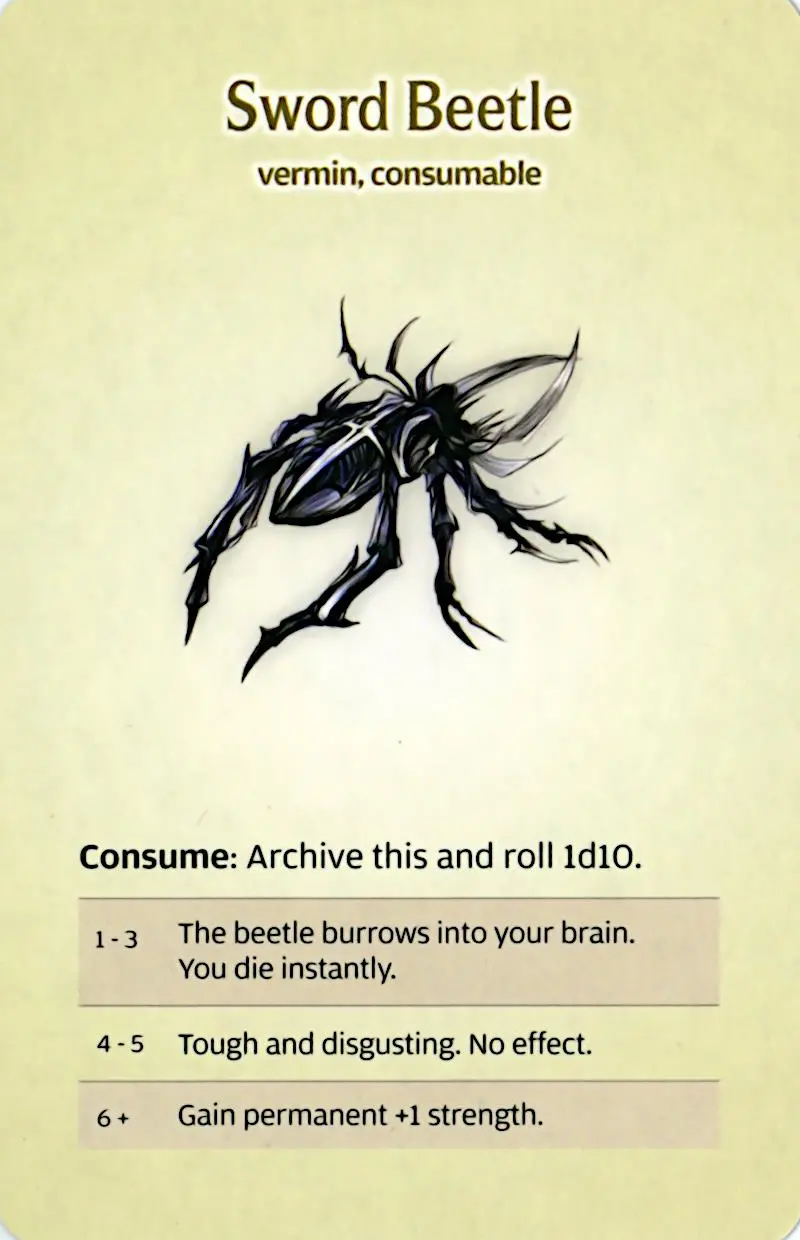 Sword Beetle
vermin, consumable
Consume: Archive this and roll 1d10.
1 - 3 The beetle burrows into your brain.
You die instantly.
4 - 5 Tough and disgusting. No effect.
6 + Gain permanent +1 strength.